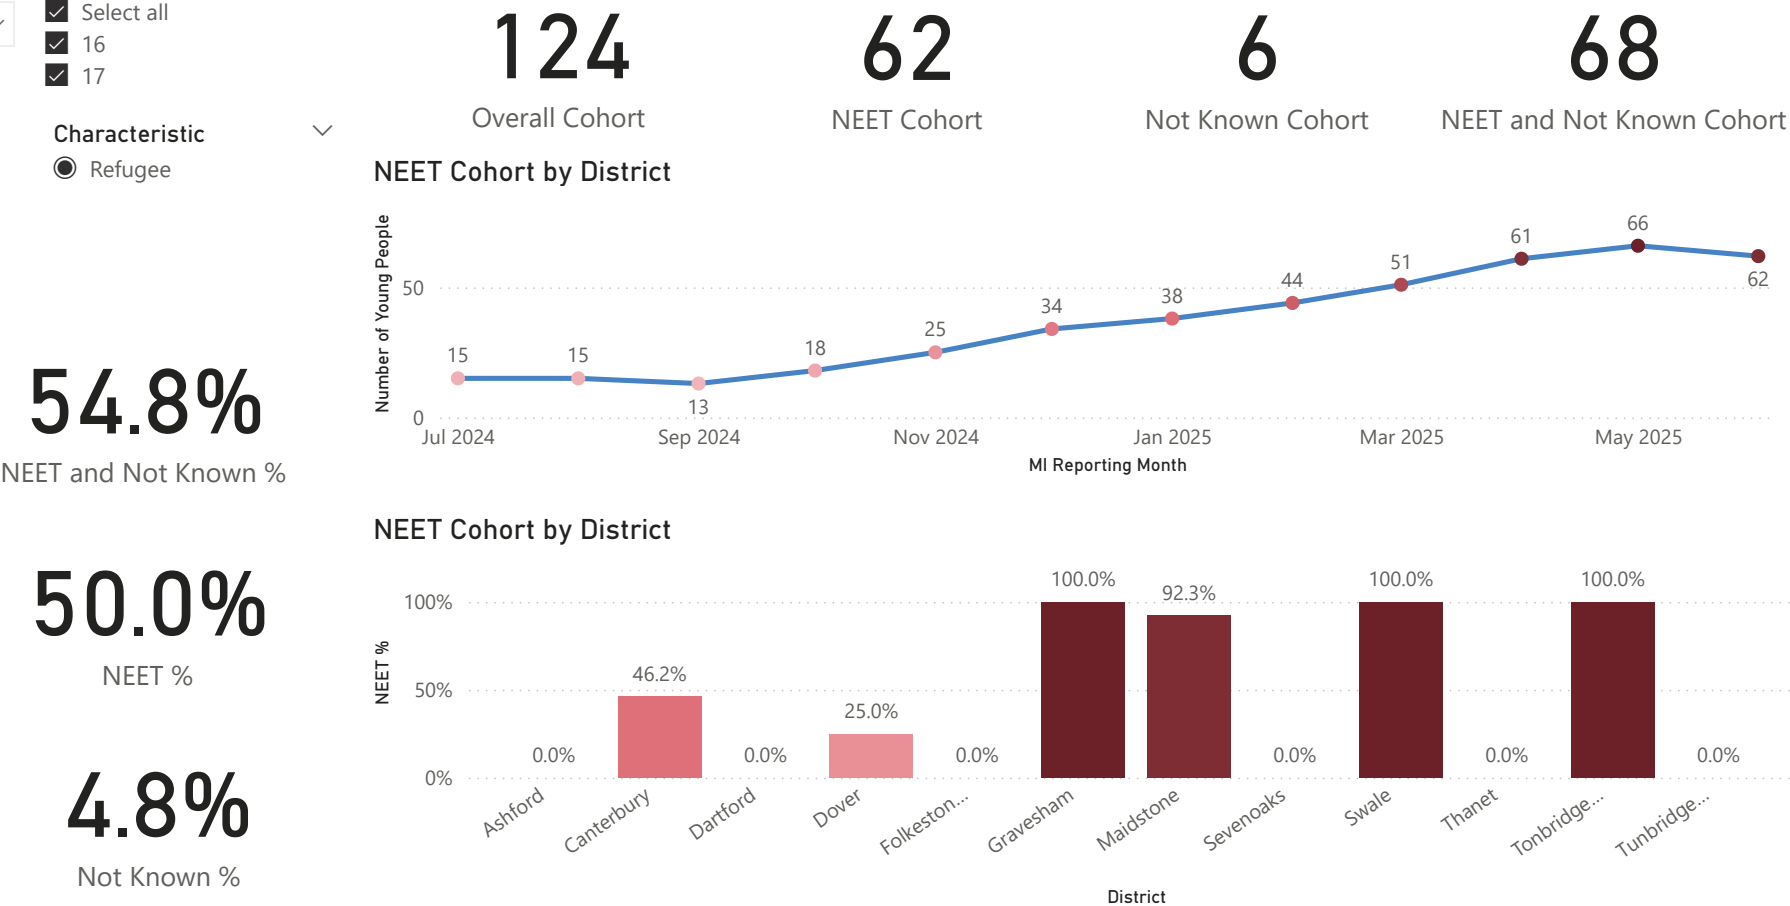 Select all
16
17
Characteristic
Refugee
124
Overall Cohort
62
NEET Cohort
6
Not Known Cohort
68
NEET and Not Known Cohort
54.8%
NEET and Not Known %
50.0%
NEET %
4.8%
Not Known %
NEET Cohort by District
Number of Young People
50
0
15
15
13
18
25
34
38
44
51
61
66
62
Jul 2024
Sep 2024
Nov 2024
Jan 2025
Mar 2025
May 2025
MI Reporting Month
NEET Cohort by District
NEET %
100%
50%
0%
0.0%
46.2%
0.0%
25.0%
0.0%
100.0%
92.3%
0.0%
100.0%
0.0%
100.0%
0.0%
Ashford
Canterbury
Dartford
Dover
Folkeston...
Gravesham
Maidstone
Sevenoaks
Swale
Thanet
Tonbridge...
Tunbridge...
District